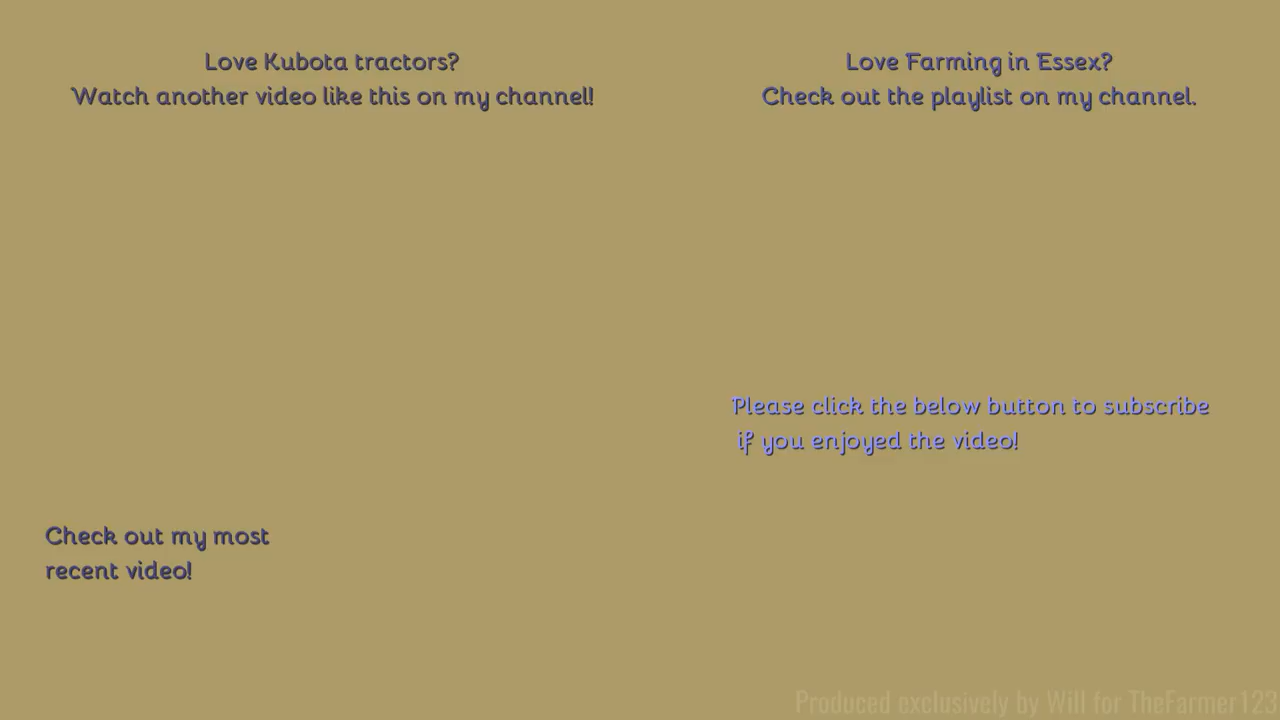 Love Kubota tractors?
Watch another video like this on my channel!
Love Farming in Essex?
Check out the playlist on my channel.
Please click the below button to subscribe
if you enjoyed the video!
Check out my most
recent video!
Produced exclusively by Will for TheFarmer123